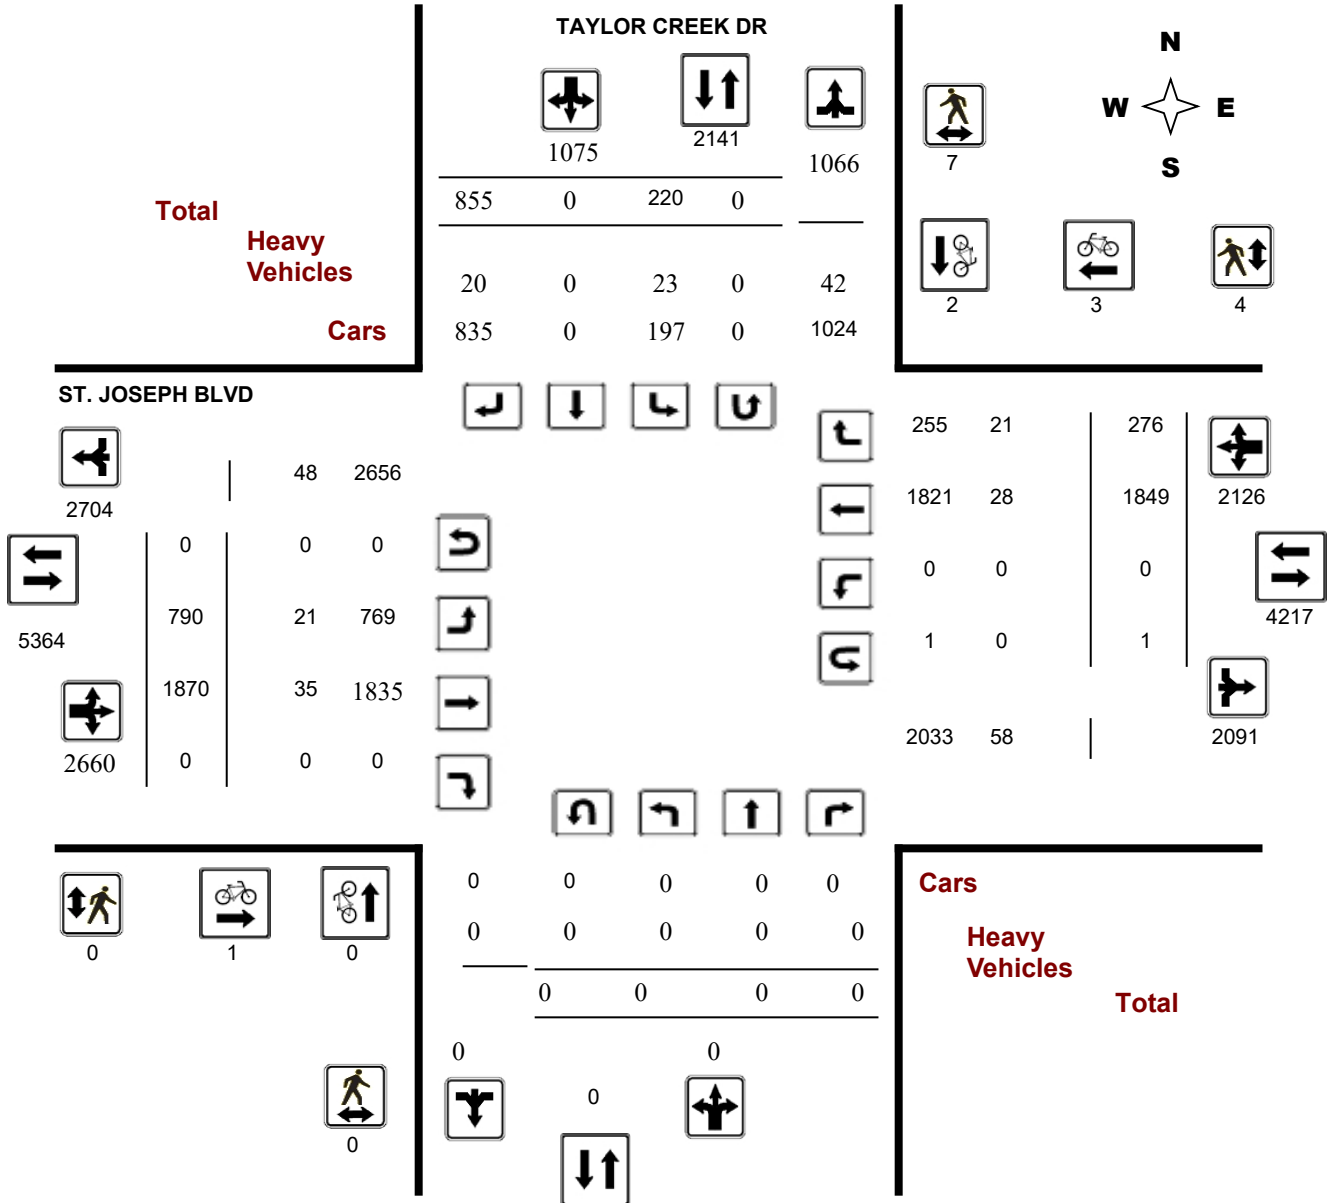 TAYLOR CREEK DR
N
W E
S
1075 2141 1066 7
Total 855 0 220 0
Heavy
Vehicles 20 0 23 0 42 2 3 4
Cars 835 0 197 0 1024
ST. JOSEPH BLVD
255 21 276
48 2656
2704
1821 28 1849 2126
0 0 0
0 0 0
790 21 769
5364
4217
1 0 1
1870 35 1835
2033 58 2091
2660 0 0 0
0 0 0 0 0 Cars
0 1 0
0 0 0 0 0 Heavy
Vehicles
0 0 0 0 Total
0 0
0
0